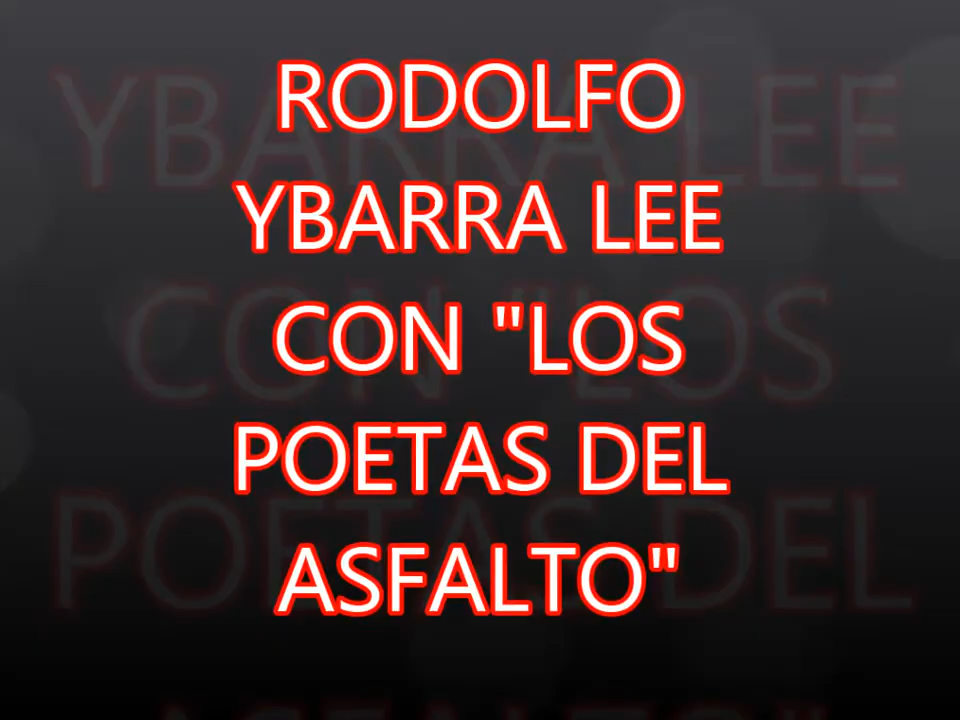 RODOLFO
YBARRA LEE
CON "LOS
POETAS DEL
ASFALTO"